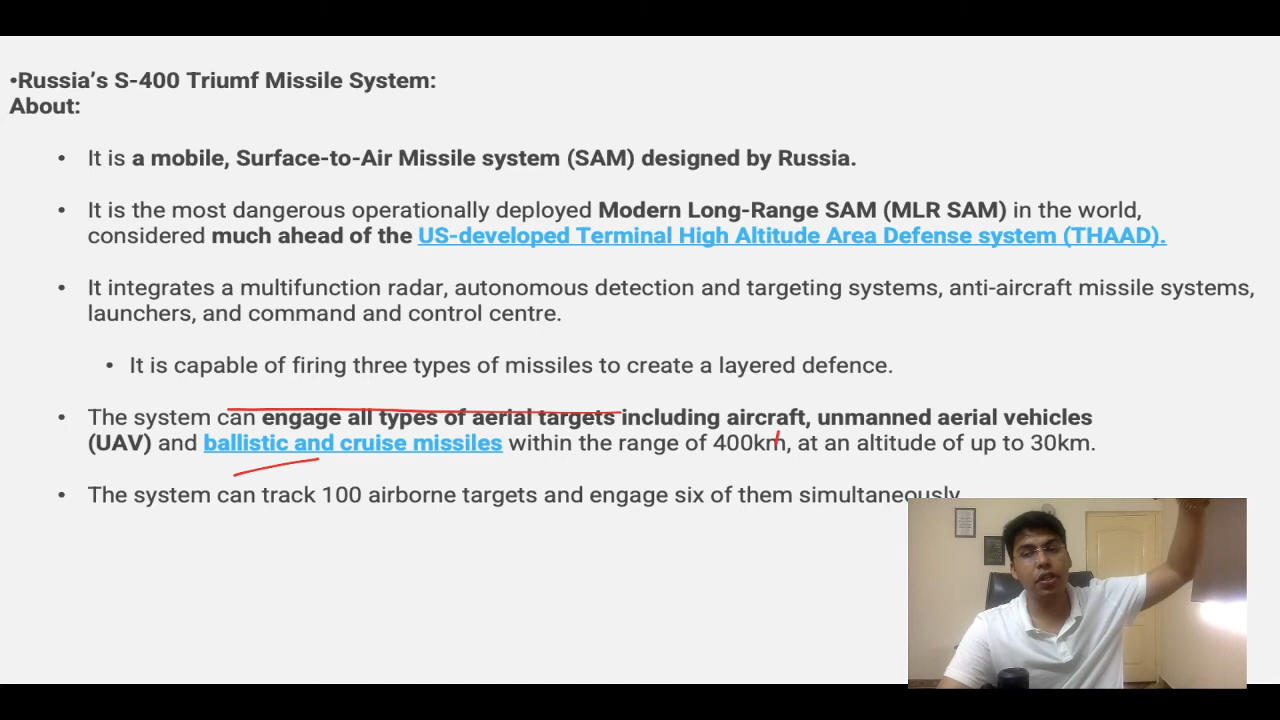 •Russia's S-400 Triumf Missile System:
About:
• It is a mobile, Surface-to-Air Missile system (SAM) designed by Russia.
• It is the most dangerous operationally deployed Modern Long-Range SAM (MLR SAM) in the world,
considered much ahead of the US-developed Terminal High Altitude Area Defense system (THAAD).
• It integrates a multifunction radar, autonomous detection and targeting systems, anti-aircraft missile systems,
launchers, and command and control centre.
• It is capable of firing three types of missiles to create a layered defence.
• The system can engage all types of aerial targets including aircraft, unmanned aerial vehicles
(UAV) and ballistic and cruise missiles within the range of 400km, at an altitude of up to 30km.
• The system can track 100 airborne targets and engage six of them simultaneously